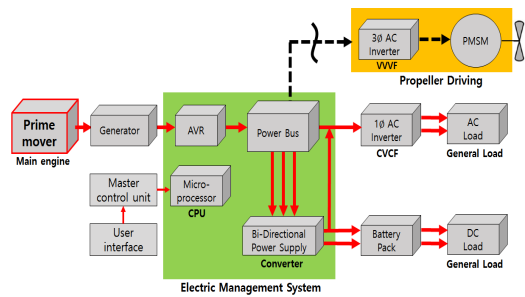 3Ø AC
Inverter
VVVF
PMSM
Propeller Driving
Prime
mover
Main engine
Generator
AVR
Power Bus
1Ø AC
Inverter
CVCF
AC
Load
General Load
Master
control unit
Micro-
processor
CPU
User
interface
Bi-Directional
Power Supply
Converter
Battery
Pack
DC
Load
General Load
Electric Management System